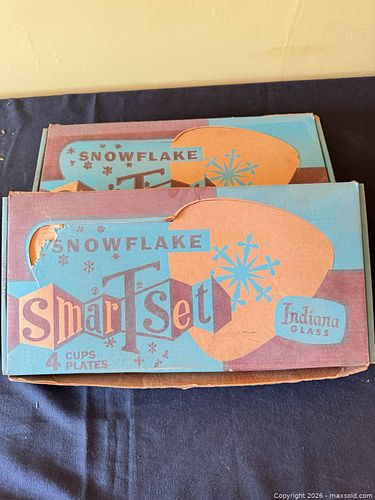 SNOWFLAKE
SNOWFLAKE
SmarTset
Indiana
GLASS
4 CUPS
PLATES
Copyright 2026 - maxsold.com